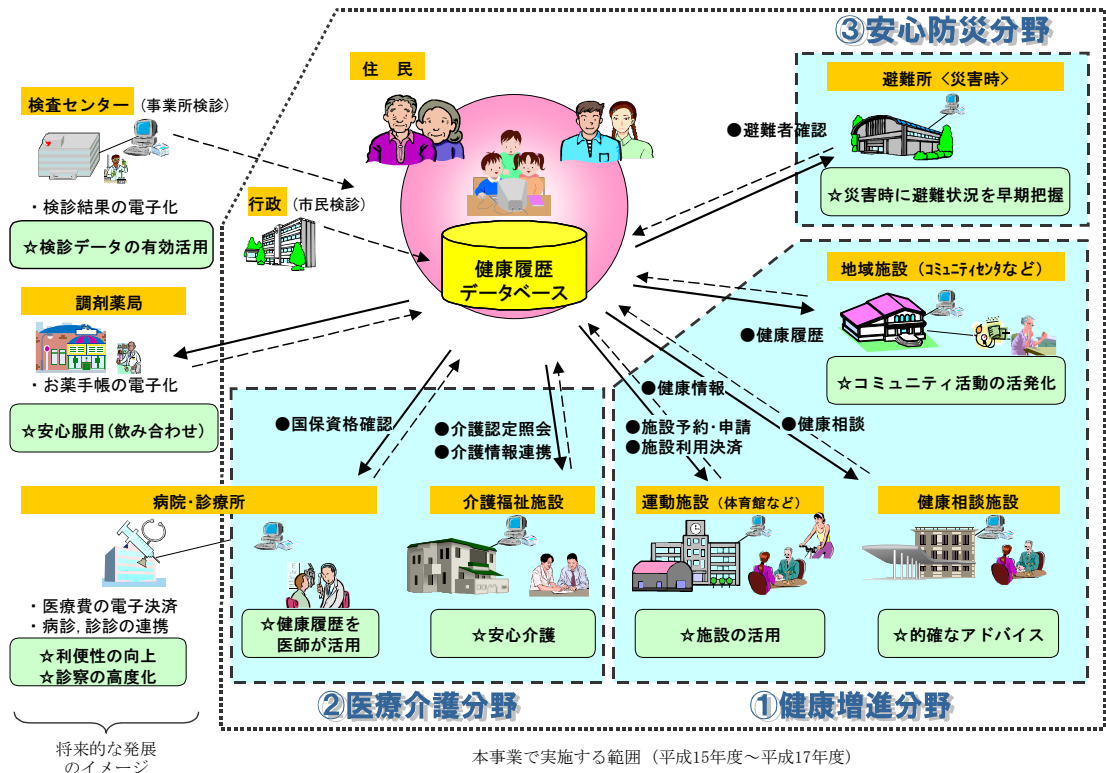 ③安心防災分野
住　民
避難所〈災害時〉
検査センター（事業所検診）
●避難者確認
☆災害時に避難状況を早期把握
行政（市民検診）
・検診結果の電子化
☆検診データの有効活用
健康履歴
データベース
地域施設（コミュニティセンタなど）
調剤薬局
●健康履歴
・お薬手帳の電子化
☆コミュニティ活動の活発化
●健康情報
☆安心服用（飲み合わせ）
●国保資格確認
●介護認定照会
●介護情報連携
●施設予約・申請
●施設利用決済
●健康相談
病院・診療所
介護福祉施設
運動施設（体育館など）
健康相談施設
・医療費の電子決済
・病診，診診の連携
☆健康履歴を
医師が活用
☆安心介護
☆施設の活用
☆的確なアドバイス
☆利便性の向上
☆診察の高度化
②医療介護分野
①健康増進分野
将来的な発展
のイメージ
本事業で実施する範囲（平成15年度～平成17年度）